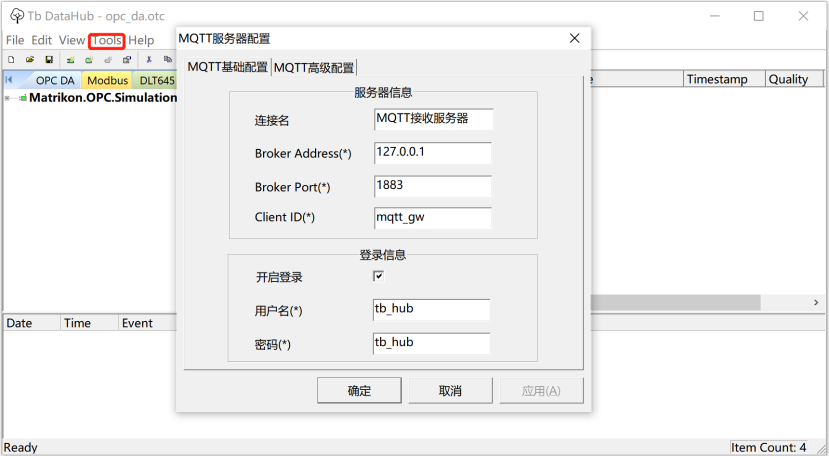 Tb DataHub - opc_da.otc
File Edit View Tools Help
OPC DA Modbus DLT645
Timestamp Quality
Matrikon.OPC.Simulation
MQTT服务器配置
MQTT基础配置 MQTT高级配置
服务器信息
连接名 MQTT接收服务器
Broker Address(*) 127.0.0.1
Broker Port(*) 1883
Client ID(*) mqtt_gw
登录信息
开启登录
用户名(*) tb_hub
密码(*) tb_hub
确定 取消 应用(A)
Date Time Event
Ready Item Count: 4